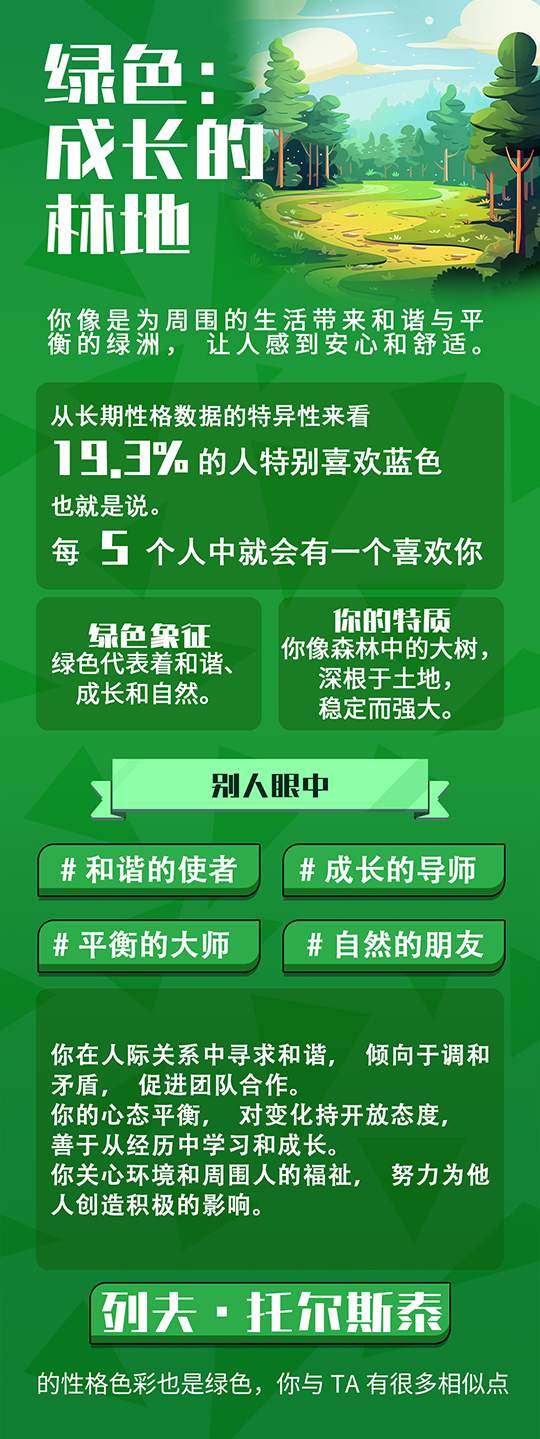 绿色：
成长的
林地
你像是为周围的生活带来和谐与平
衡的绿洲， 让人感到安心和舒适。
从长期性格数据的特异性来看
19.3% 的人特别喜欢蓝色
也就是说。
每 5 个人中就会有一个喜欢你
绿色象征
绿色代表着和谐、
成长和自然。
你的特质
你像森林中的大树，
深根于土地，
稳定而强大。
别人眼中
# 和谐的使者
# 成长的导师
# 平衡的大师
# 自然的朋友
你在人际关系中寻求和谐， 倾向于调和
矛盾， 促进团队合作。
你的心态平衡， 对变化持开放态度，
善于从经历中学习和成长。
你关心环境和周围人的福祉， 努力为他
人创造积极的影响。
列夫·托尔斯泰
的性格色彩也是绿色，你与 TA 有很多相似点